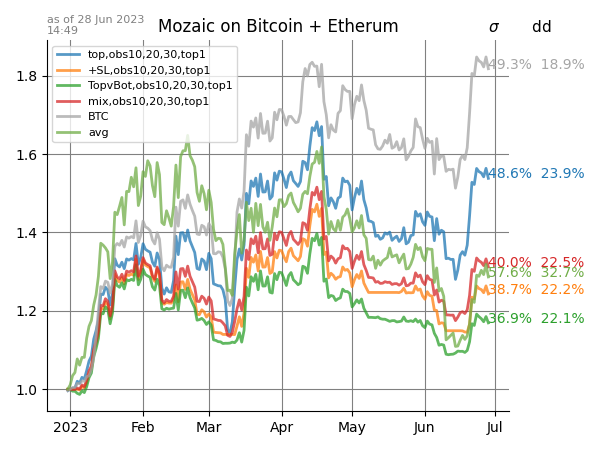 as of 28 Jun 2023
14:49
Mozaic on Bitcoin + Etherum
σ dd
top,obs10,20,30,top1
+SL,obs10,20,30,top1
TopvBot,obs10,20,30,top1
mix,obs10,20,30,top1
BTC
avg
49.3% 18.9%
48.6% 23.9%
40.0% 22.5%
57.6% 32.7%
38.7% 22.2%
36.9% 22.1%
1.8
1.6
1.4
1.2
1.0
2023 Feb Mar Apr May Jun Jul